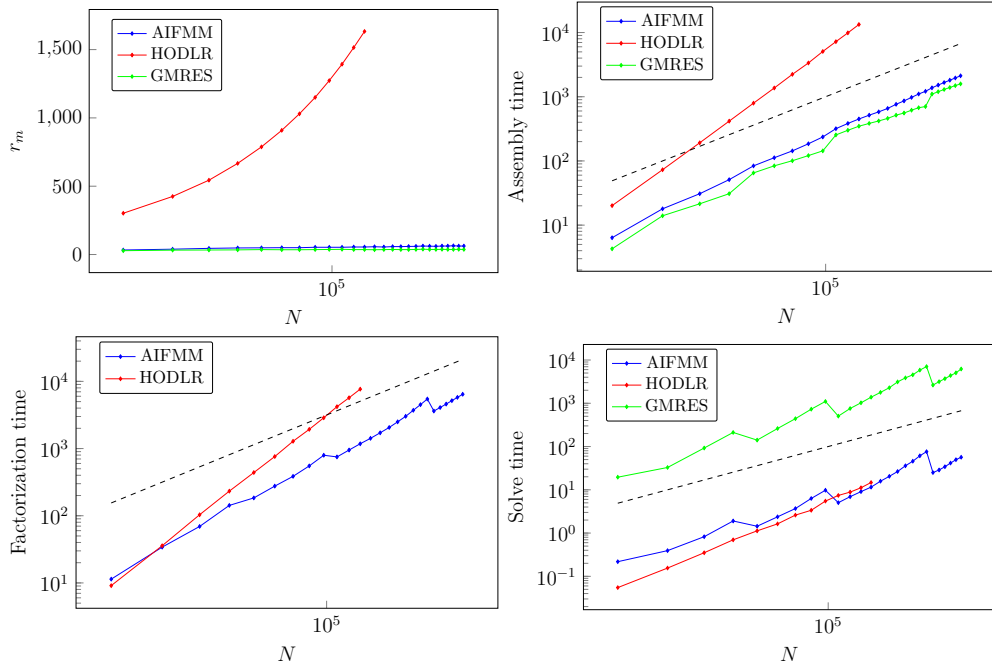 AIFMM
HODLR
GMRES
1,500
1,000
500
0
r_m
10^5
N
AIFMM
HODLR
GMRES
10^4
10^3
10^2
10^1
Assembly time
10^5
N
AIFMM
HODLR
10^4
10^3
10^2
10^1
Factorization time
10^5
N
AIFMM
HODLR
GMRES
10^4
10^3
10^2
10^1
10^0
10^−1
Solve time
10^5
N